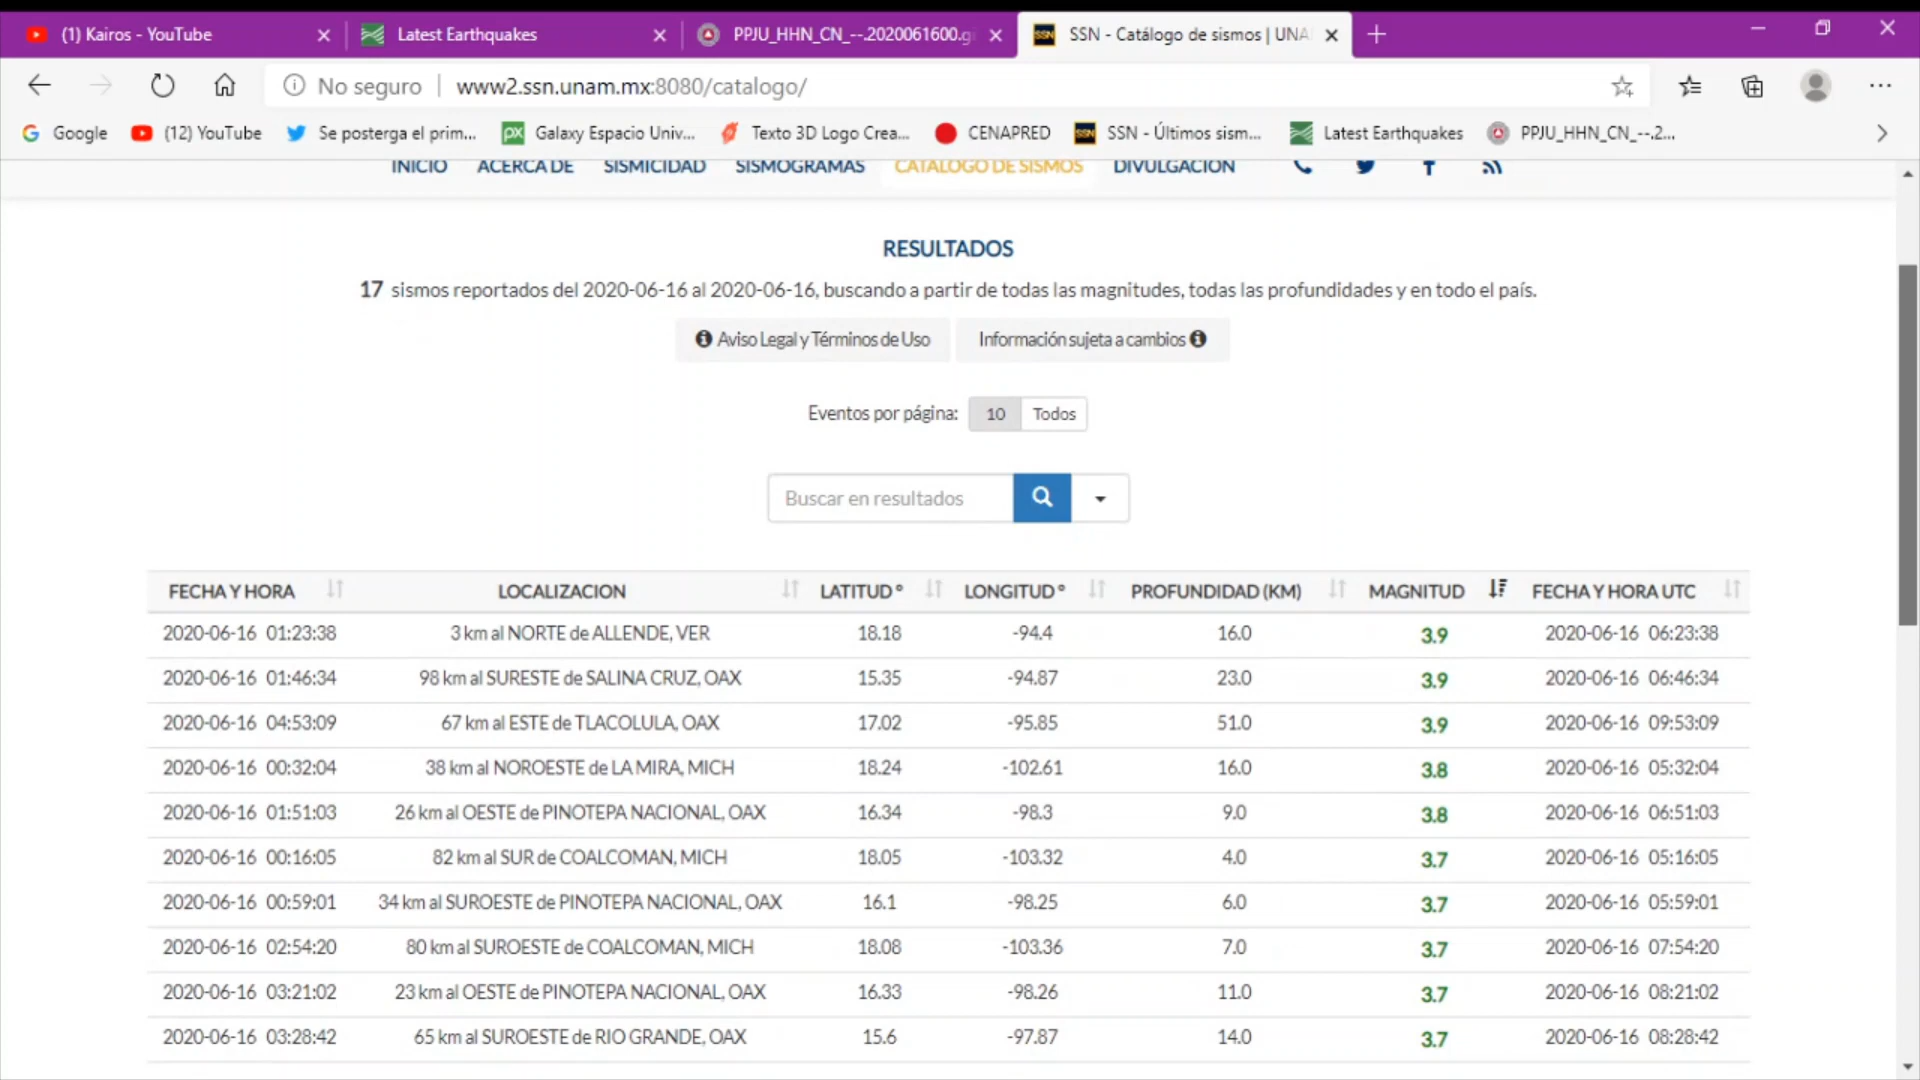 (1) Kairos - YouTube
Latest Earthquakes
PPJU_HHN_CN_--.2020061600.gi
SSN - Catálogo de sismos | UNA
No seguro www2.ssn.unam.mx:8080/catalogo/
Google (12) YouTube Se posterga el prim... Galaxy Espacio Univ... Texto 3D Logo Crea... CENAPRED SSN - Últimos sism... Latest Earthquakes PPJU_HHN_CN_--.2...
INICIO ACERCA DE SISMICIDAD SISMOGRAMAS CATÁLOGO DE SISMOS DIVULGACIÓN
RESULTADOS
17 sismos reportados del 2020-06-16 al 2020-06-16, buscando a partir de todas las magnitudes, todas las profundidades y en todo el país.
Aviso Legal y Términos de Uso Información sujeta a cambios
Eventos por página: 10 Todos
Buscar en resultados
FECHA Y HORA LOCALIZACION LATITUD º LONGITUD º PROFUNDIDAD (KM) MAGNITUD FECHA Y HORA UTC
2020-06-16 01:23:38 3 km al NORTE de ALLENDE, VER 18.18 -94.4 16.0 3.9 2020-06-16 06:23:38
2020-06-16 01:46:34 98 km al SURESTE de SALINA CRUZ, OAX 15.35 -94.87 23.0 3.9 2020-06-16 06:46:34
2020-06-16 04:53:09 67 km al ESTE de TLACOLULA, OAX 17.02 -95.85 51.0 3.9 2020-06-16 09:53:09
2020-06-16 00:32:04 38 km al NOROESTE de LA MIRA, MICH 18.24 -102.61 16.0 3.8 2020-06-16 05:32:04
2020-06-16 01:51:03 26 km al OESTE de PINOTEPA NACIONAL, OAX 16.34 -98.3 9.0 3.8 2020-06-16 06:51:03
2020-06-16 00:16:05 82 km al SUR de COALCOMAN, MICH 18.05 -103.32 4.0 3.7 2020-06-16 05:16:05
2020-06-16 00:59:01 34 km al SUROESTE de PINOTEPA NACIONAL, OAX 16.1 -98.25 6.0 3.7 2020-06-16 05:59:01
2020-06-16 02:54:20 80 km al SUROESTE de COALCOMAN, MICH 18.08 -103.36 7.0 3.7 2020-06-16 07:54:20
2020-06-16 03:21:02 23 km al OESTE de PINOTEPA NACIONAL, OAX 16.33 -98.26 11.0 3.7 2020-06-16 08:21:02
2020-06-16 03:28:42 65 km al SUROESTE de RIO GRANDE, OAX 15.6 -97.87 14.0 3.7 2020-06-16 08:28:42